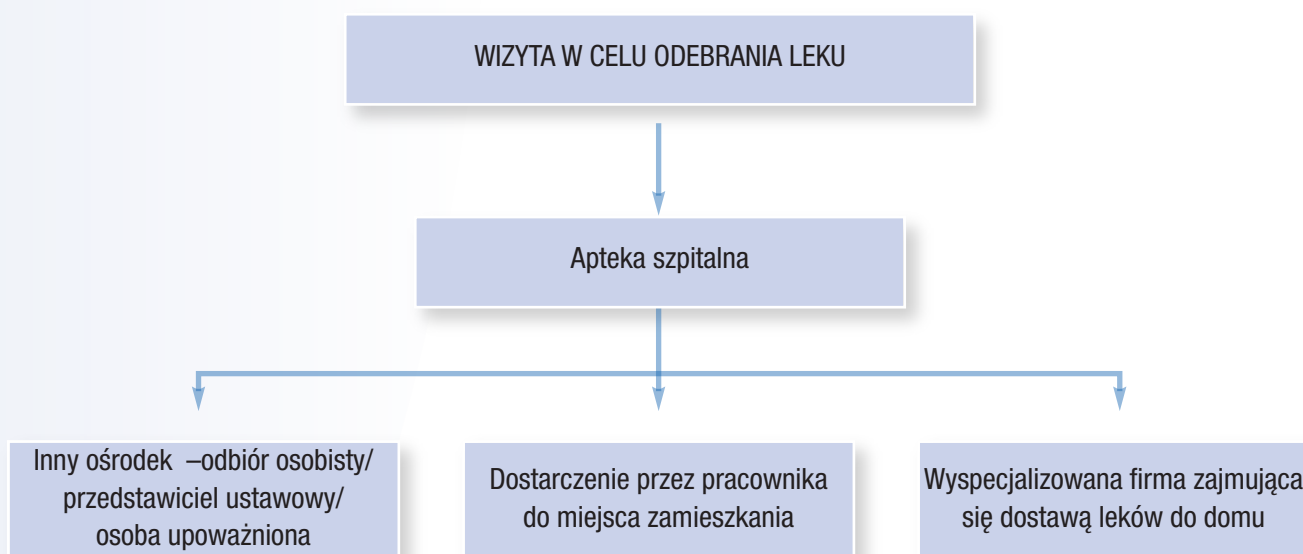 WIZYTA W CELU ODEBRANIA LEKU
Apteka szpitalna
Inny ośrodek –odbiór osobisty/
przedstawiciel ustawowy/
osoba upoważniona
Dostarczenie przez pracownika
do miejsca zamieszkania
Wyspecjalizowana firma zajmująca
się dostawą leków do domu